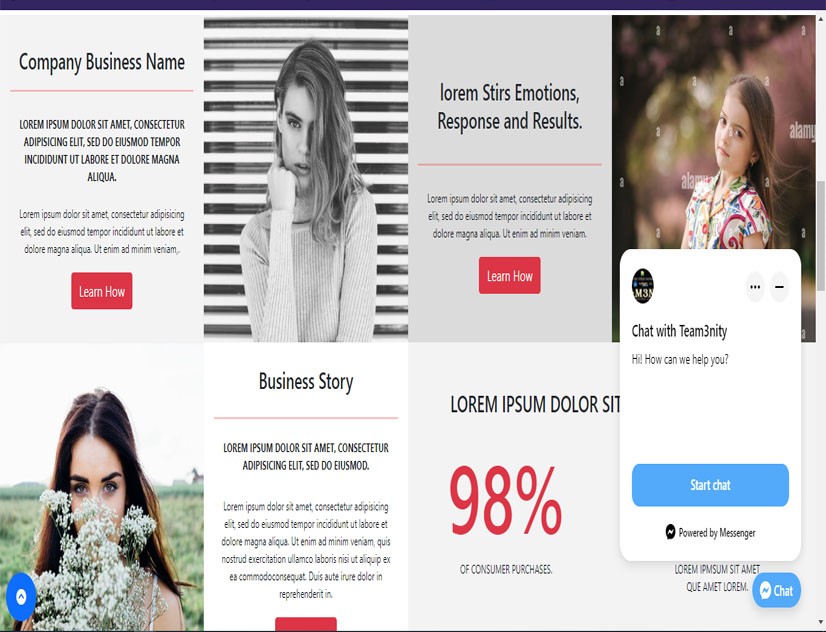 Company Business Name
LOREM IPSUM DOLOR SIT AMET, CONSECTETUR
ADIPISICING ELIT, SED DO EIUSMOD TEMPOR
INCIDIDUNT UT LABORE ET DOLORE MAGNA
ALIQUA.
Lorem ipsum dolor sit amet, consectetur adipisicing
elit, sed do eiusmod tempor incididunt ut labore et
dolore magna aliqua. Ut enim ad minim veniam,.
Learn How
lorem Stirs Emotions,
Response and Results.
Lorem ipsum dolor sit amet, consectetur adipisicing
elit, sed do eiusmod tempor incididunt ut labore et
dolore magna aliqua. Ut enim ad minim veniam.
Learn How
a a a
a a
alamy
a a
alamy a
a a
a
Business Story
LOREM IPSUM DOLOR SIT AMET, CONSECTETUR
ADIPISICING ELIT, SED DO EIUSMOD.
Lorem ipsum dolor sit amet, consectetur adipisicing
elit, sed do eiusmod tempor incididunt ut labore et
dolore magna aliqua. Ut enim ad minim veniam, quis
nostrud exercitation ullamco laboris nisi ut aliquip ex
ea commodoconsequat. Duis aute irure dolor in
reprehenderit in.
LOREM IPSUM DOLOR SIT
98%
OF CONSUMER PURCHASES.
LOREM IPMSUM SIT AMET
QUE AMET LOREM.
Chat with Team3nity
Hi! How can we help you?
Start chat
Powered by Messenger
Chat